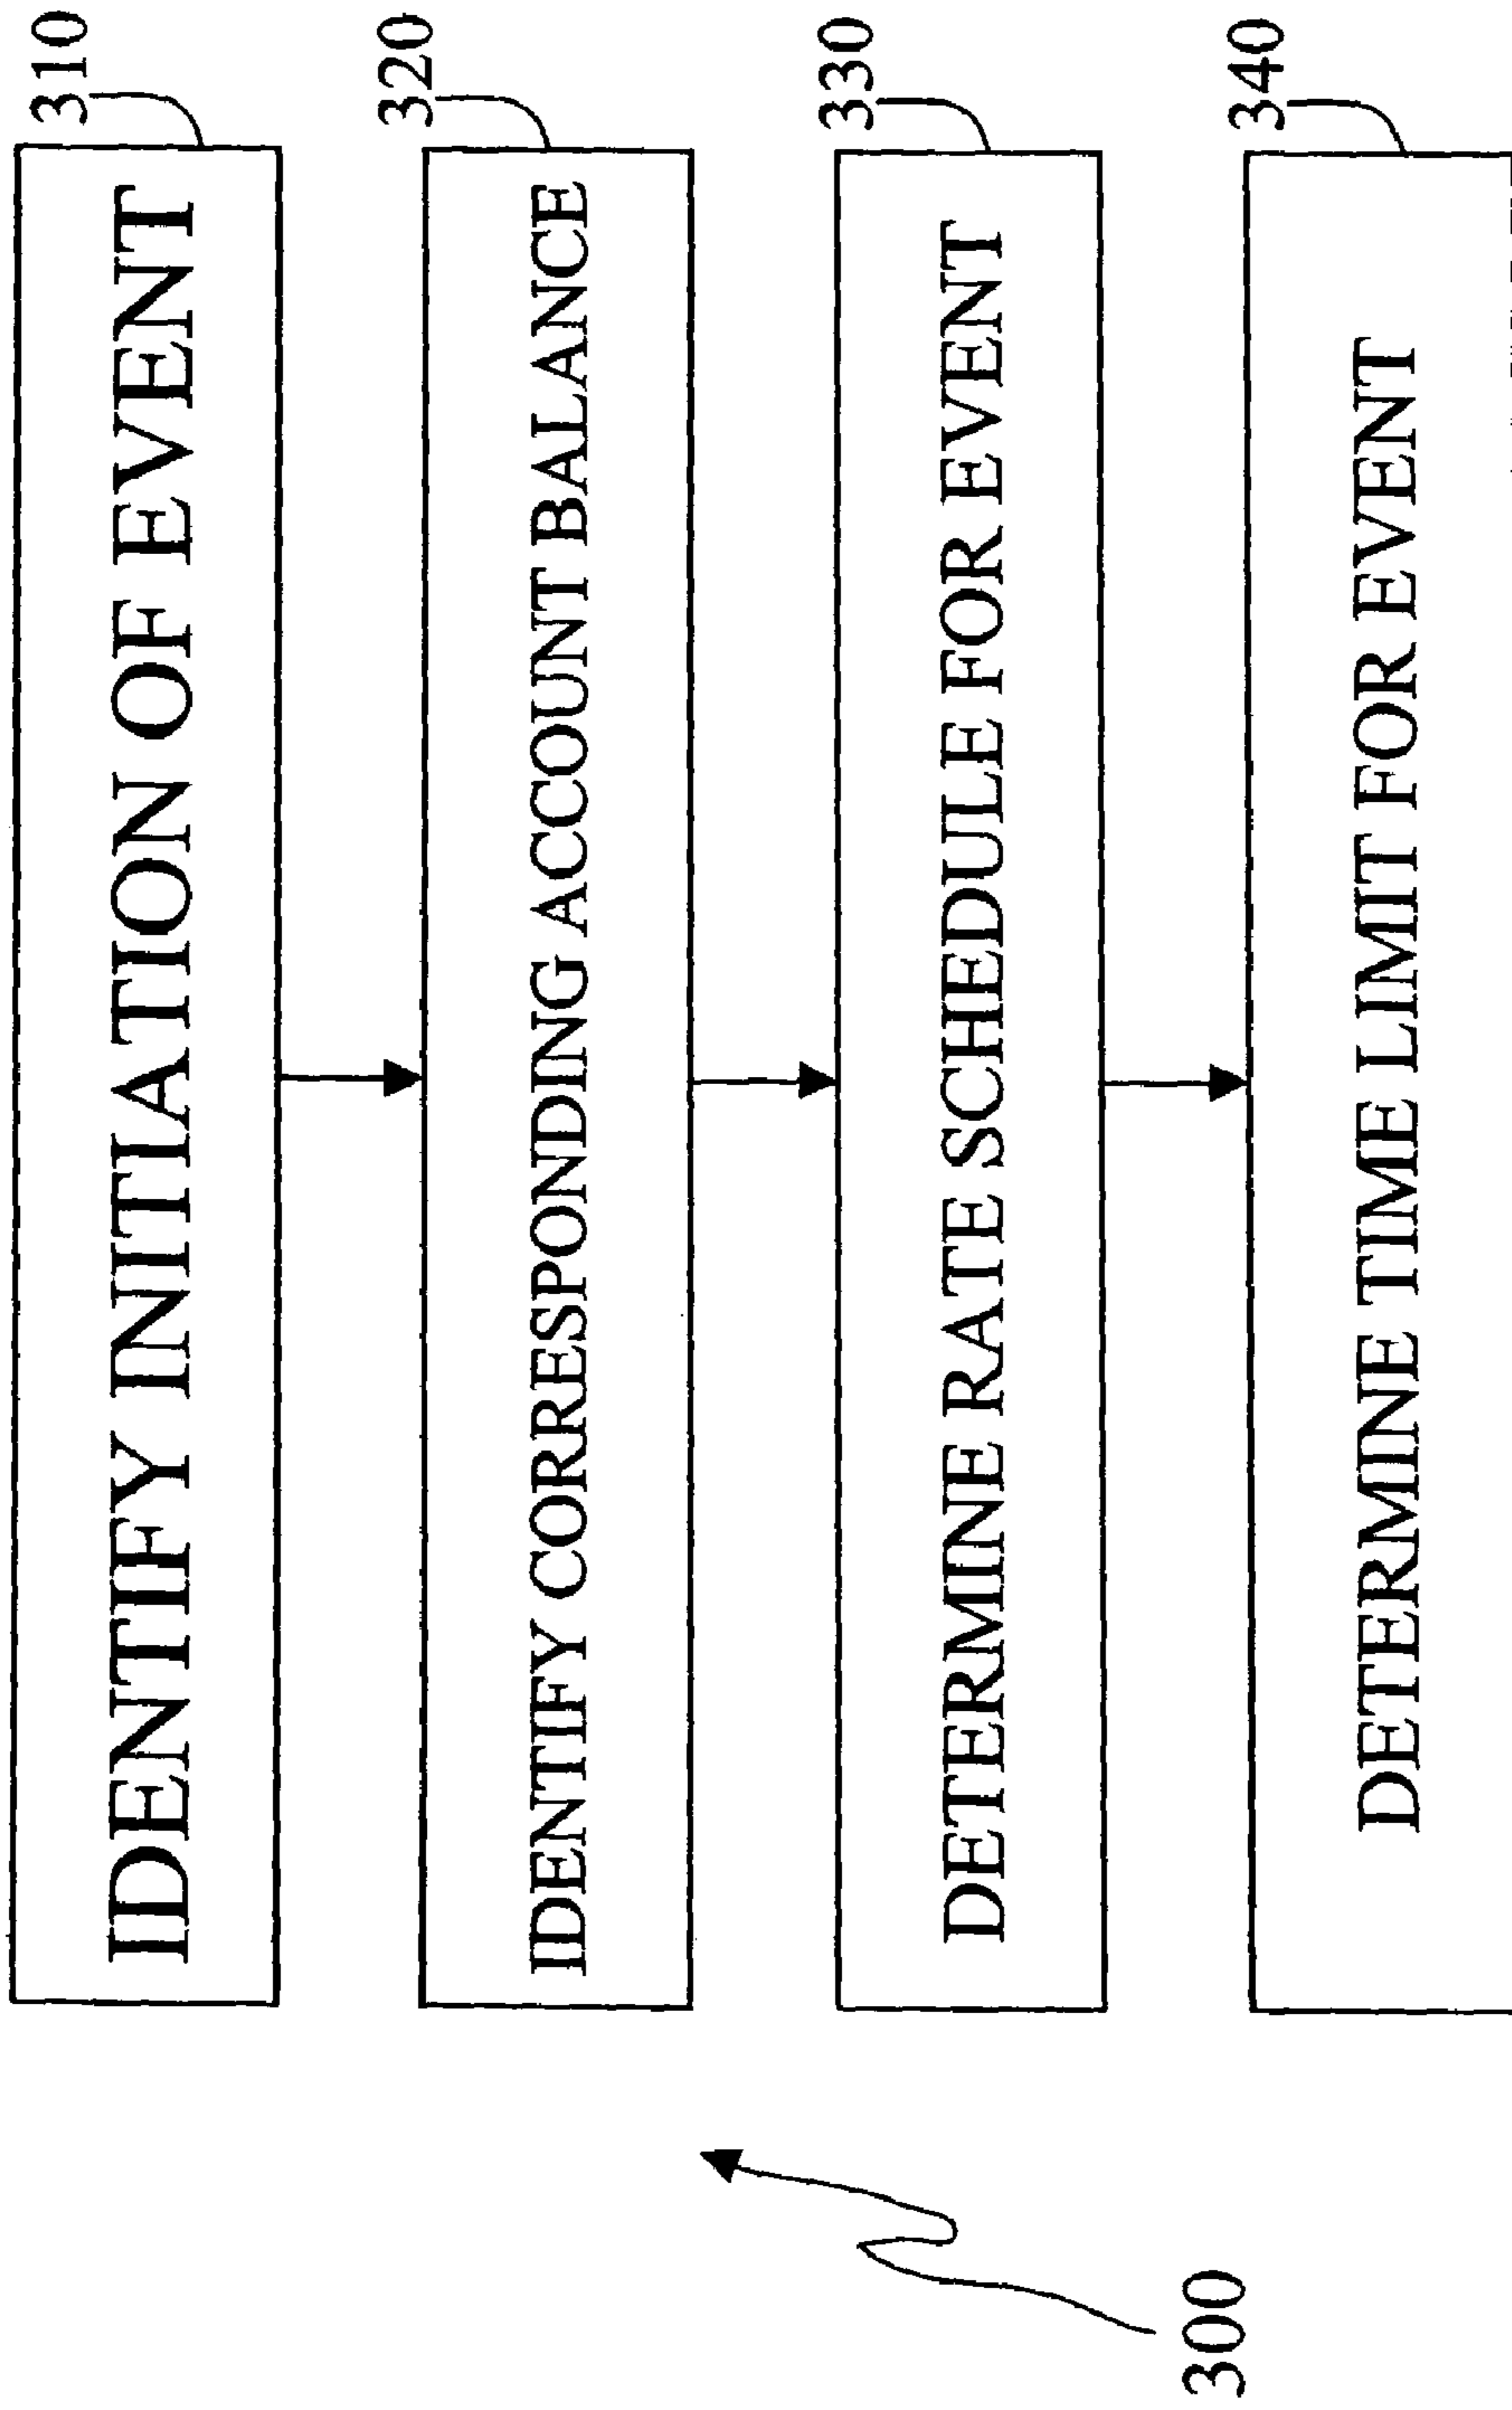 310
IDENTIFY INITIATION OF EVENT
320
IDENTIFY CORRESPONDING ACCOUNT BALANCE
330
DETERMINE RATE SCHEDULE FOR EVENT
340
DETERMINE TIME LIMIT FOR EVENT
300